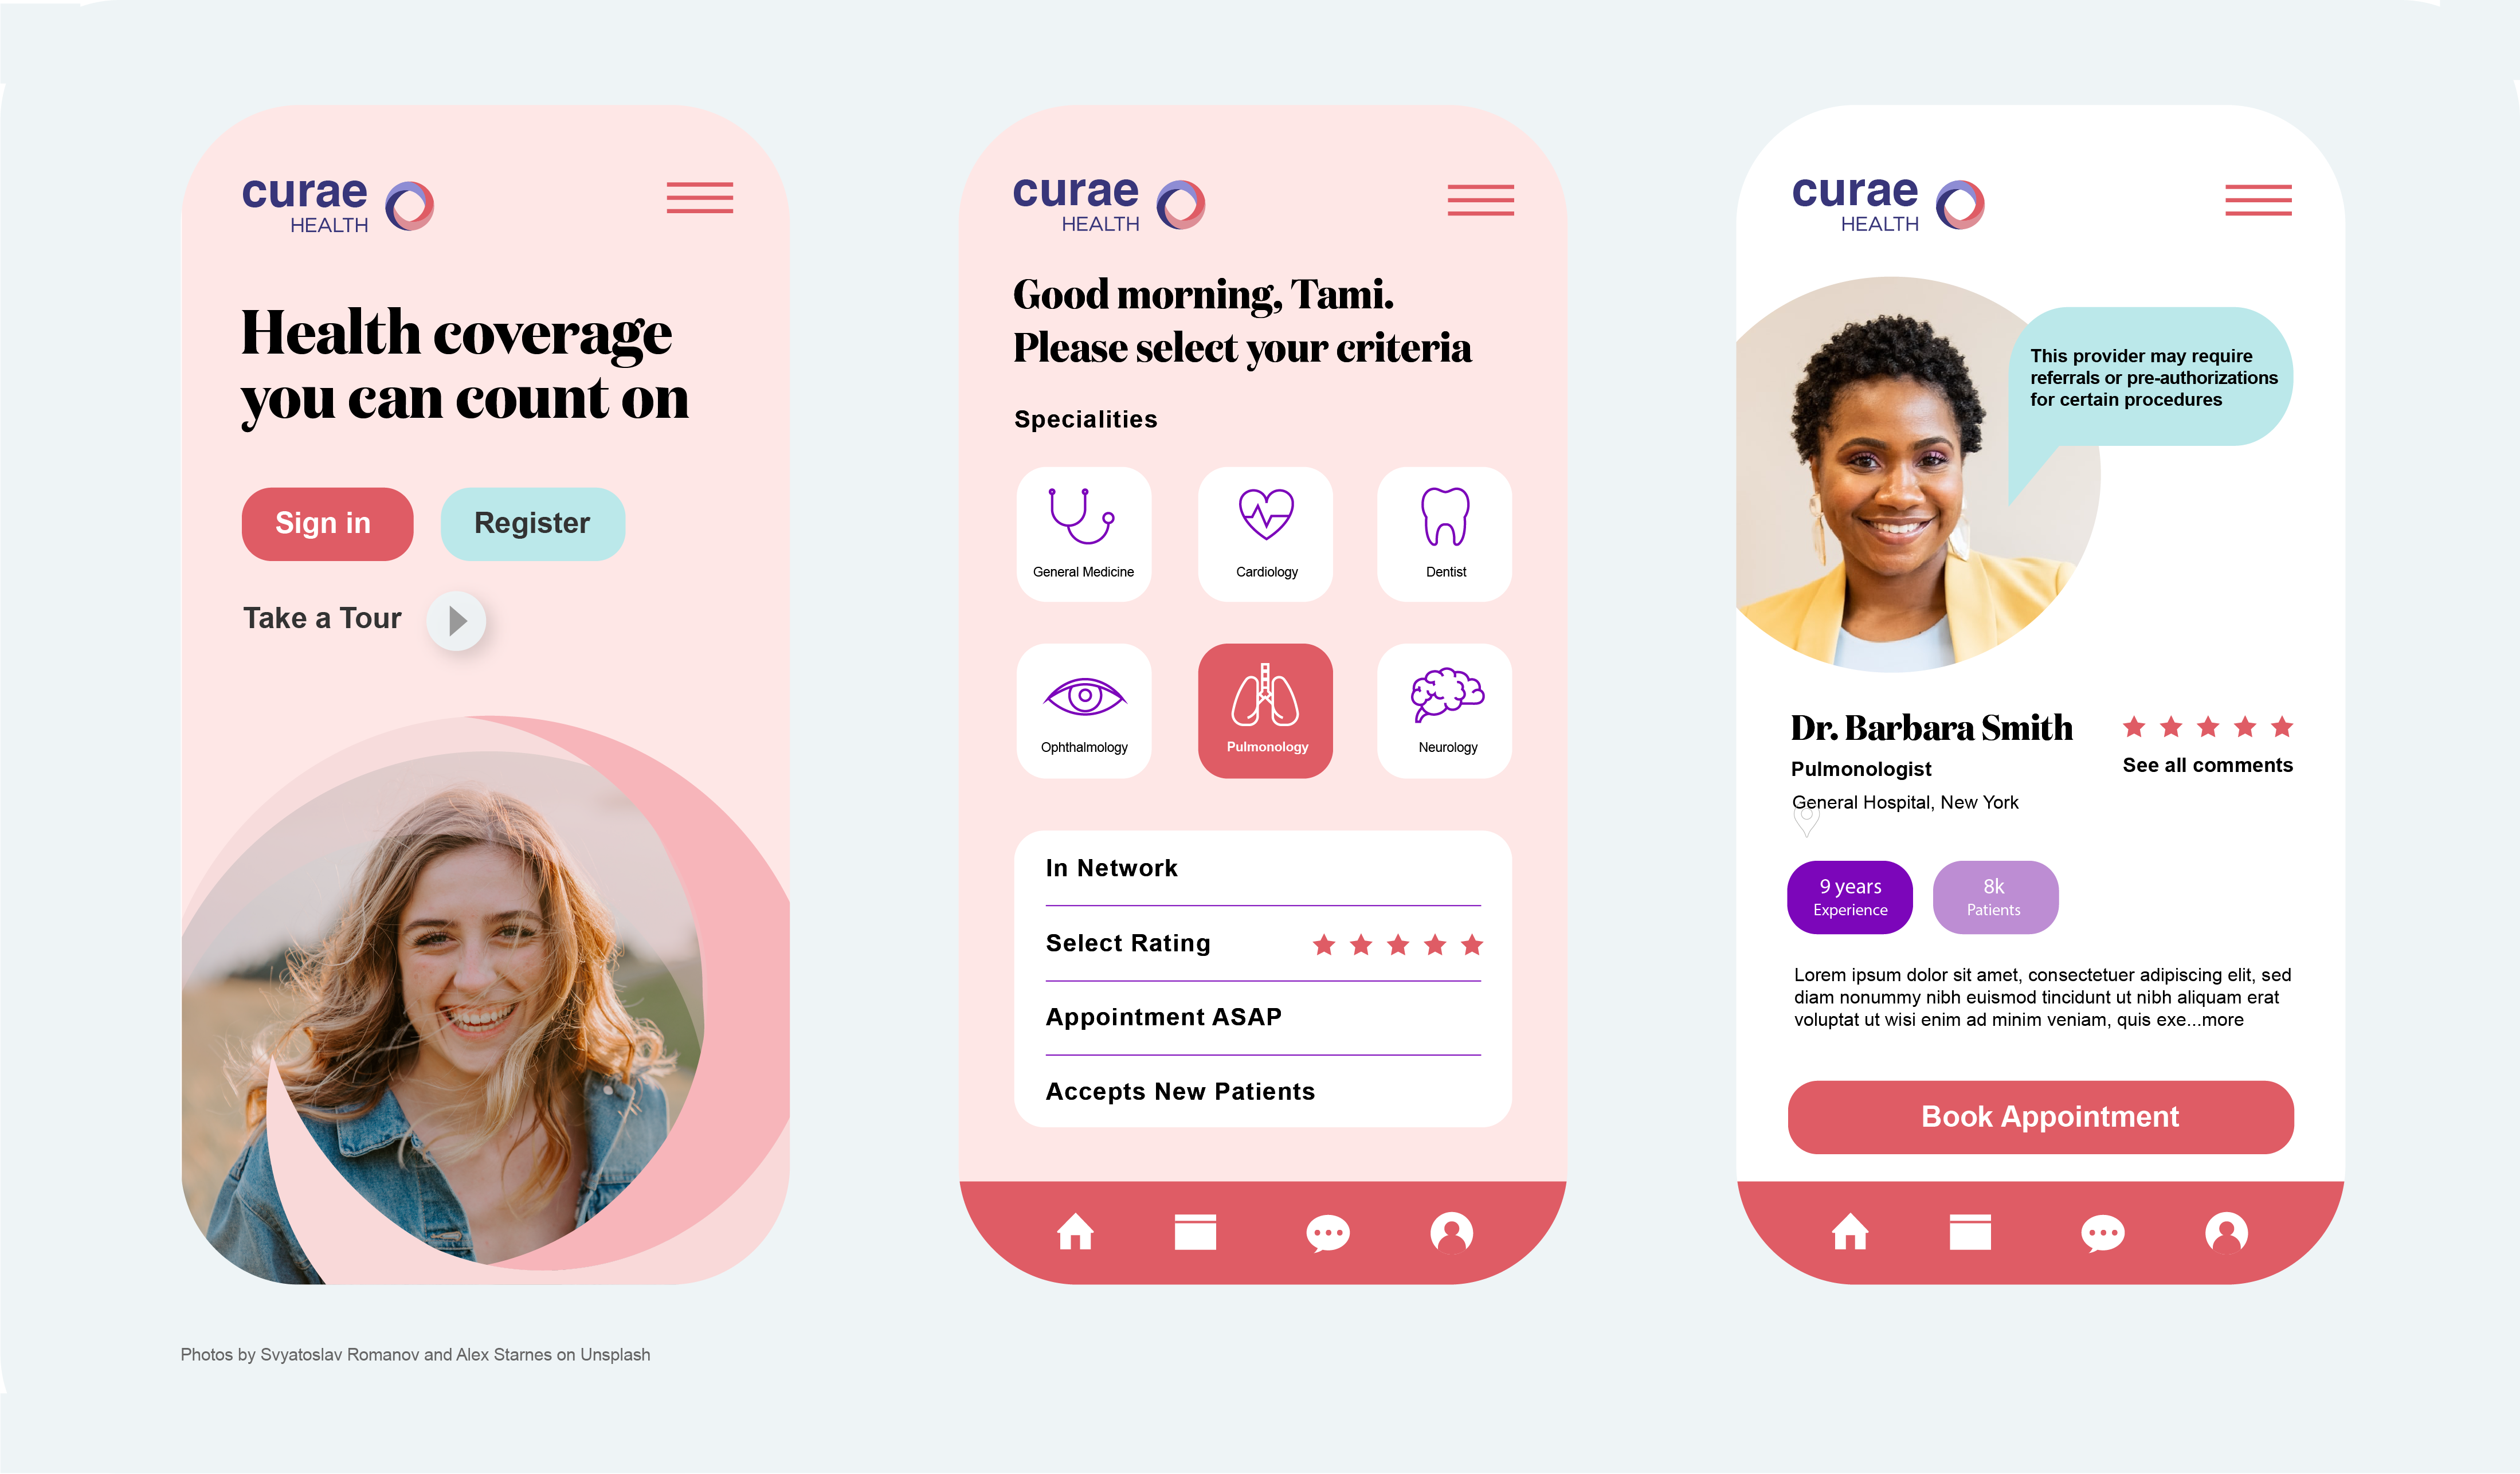 curae
HEALTH
Health coverage
you can count on
Sign in
Register
Take a Tour
curae
HEALTH
Good morning, Tami.
Please select your criteria
Specialities
General Medicine
Cardiology
Dentist
Ophthalmology
Pulmonology
Neurology
In Network
Select Rating
Appointment ASAP
Accepts New Patients
curae
HEALTH
This provider may require
referrals or pre-authorizations
for certain procedures
Dr. Barbara Smith
Pulmonologist
See all comments
General Hospital, New York
9 years
Experience
8k
Patients
Lorem ipsum dolor sit amet, consectetuer adipiscing elit, sed
diam nonummy nibh euismod tincidunt ut nibh aliquam erat
voluptat ut wisi enim ad minim veniam, quis exe...more
Book Appointment
Photos by Svyatoslav Romanov and Alex Starnes on Unsplash